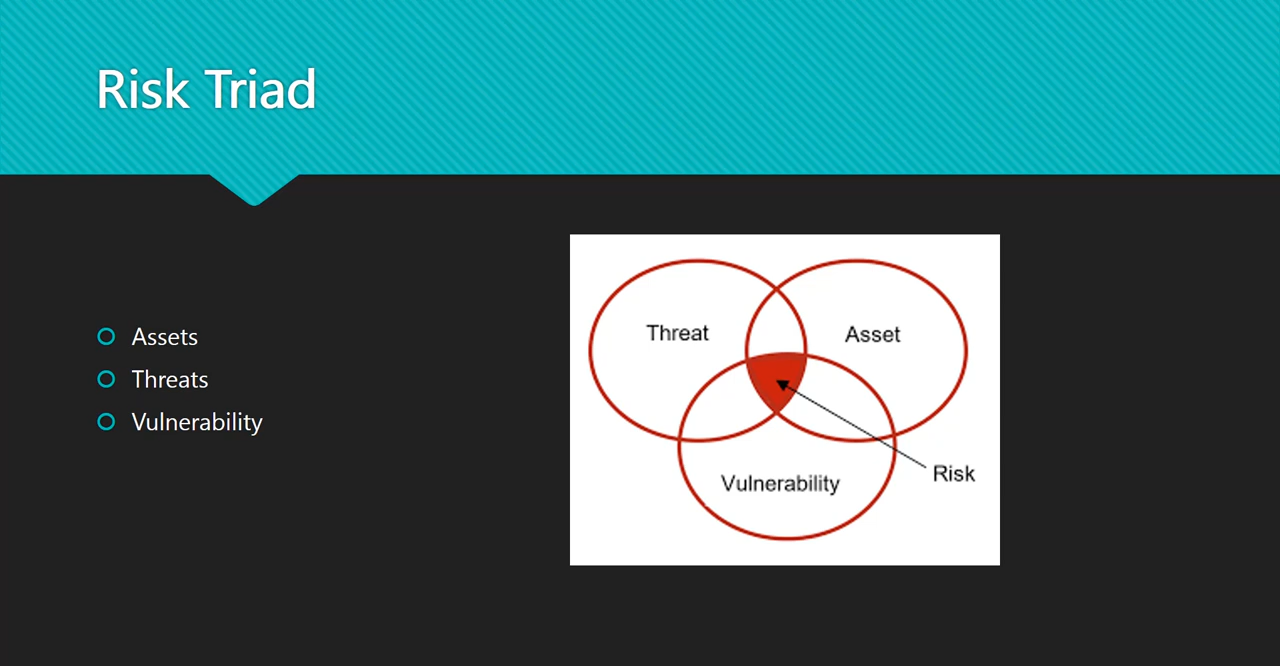 Risk Triad
Assets
Threats
Vulnerability
Threat
Asset
Vulnerability
Risk